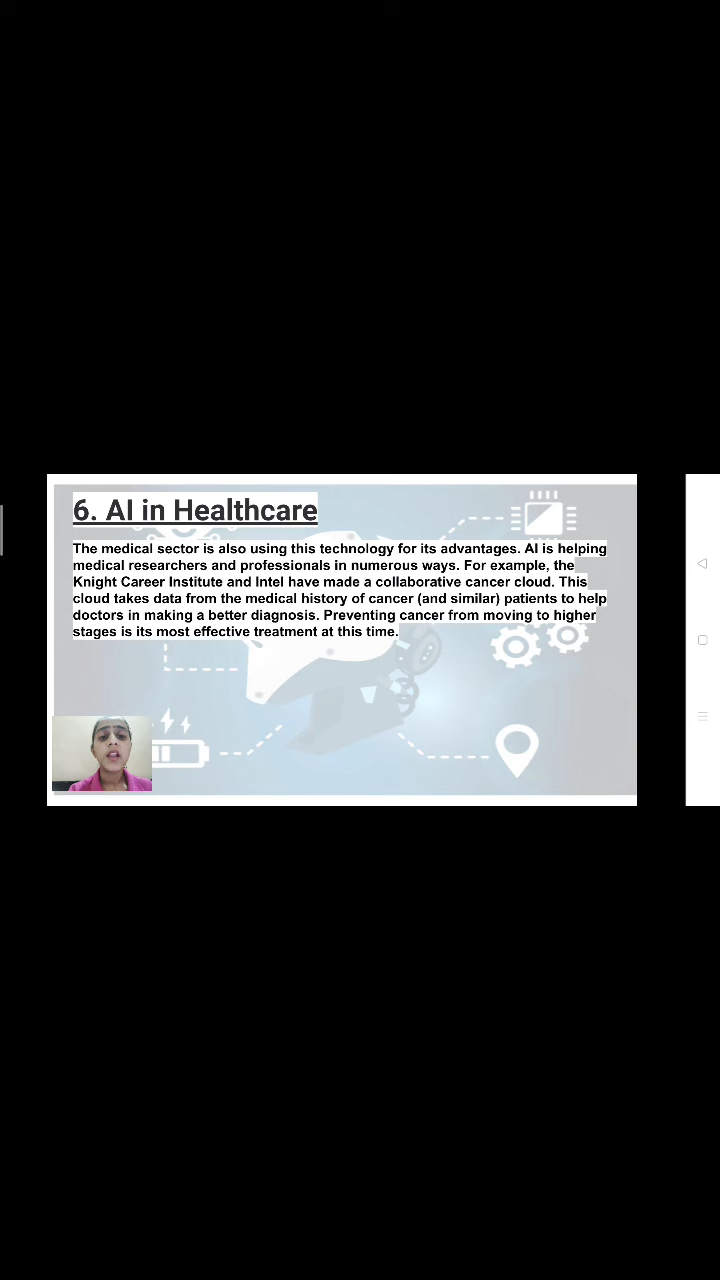 6. AI in Healthcare
The medical sector is also using this technology for its advantages. AI is helping
medical researchers and professionals in numerous ways. For example, the
Knight Career Institute and Intel have made a collaborative cancer cloud. This
cloud takes data from the medical history of cancer (and similar) patients to help
doctors in making a better diagnosis. Preventing cancer from moving to higher
stages is its most effective treatment at this time.